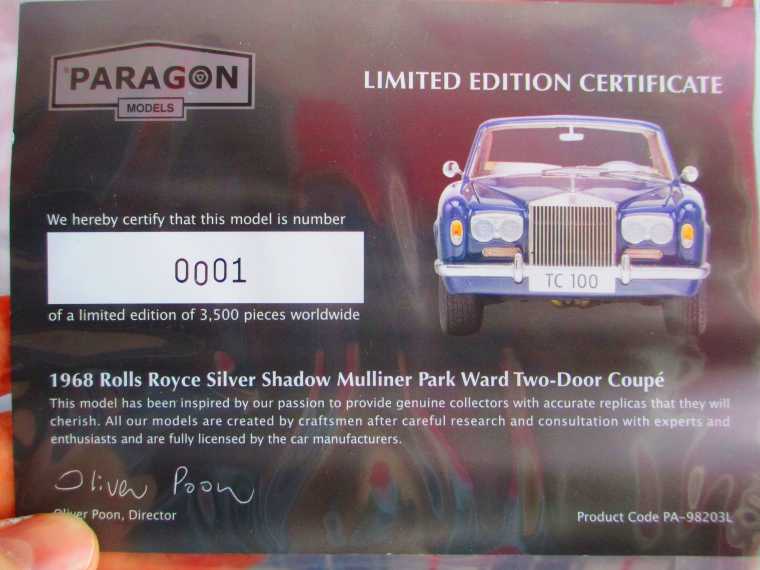 PARAGON
MODELS
LIMITED EDITION CERTIFICATE
We hereby certify that this model is number
0001
of a limited edition of 3,500 pieces worldwide
TC 100
1968 Rolls Royce Silver Shadow Mulliner Park Ward Two-Door Coupé
This model has been inspired by our passion to provide genuine collectors with accurate replicas that they will
cherish. All our models are created by craftsmen after careful research and consultation with experts and
enthusiasts and are fully licensed by the car manufacturers.
Oliver Poon
Oliver Poon, Director
Product Code PA-98203L